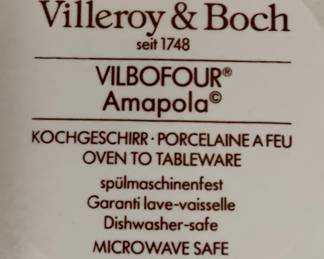 Villeroy & Boch
seit 1748
VILBOFOUR®
Amapola©
KOCHGESCHIRR · PORCELAINE A FEU
OVEN TO TABLEWARE
spülmaschinenfest
Garanti lave-vaisselle
Dishwasher-safe
MICROWAVE SAFE